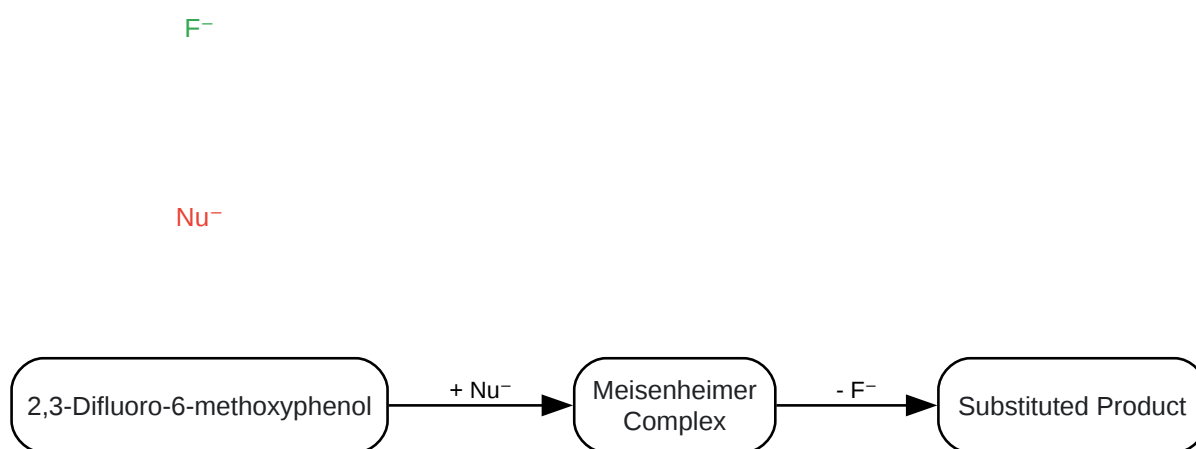 F⁻
Nu⁻
2,3-Difluoro-6-methoxyphenol
+ Nu⁻
Meisenheimer
Complex
- F⁻
Substituted Product